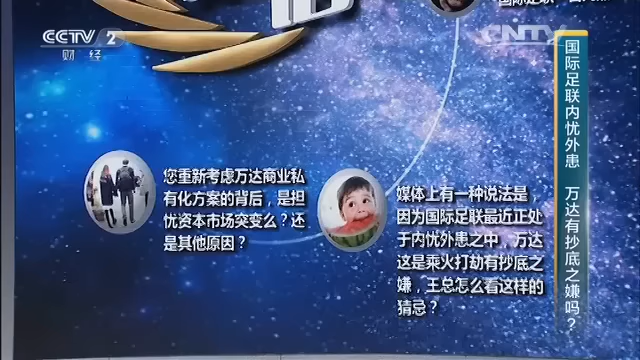 CCTV 2
财经
CNTV
您重新考虑万达商业私
有化方案的背后，是担
忧资本市场突变么？还
是其他原因？
媒体上有一种说法是，
因为国际足联最近正处
于内忧外患之中，万达
这是乘火打劫有抄底之
嫌，王总怎么看这样的
猜忌？
国际足联内忧外患 万达有抄底之嫌吗？